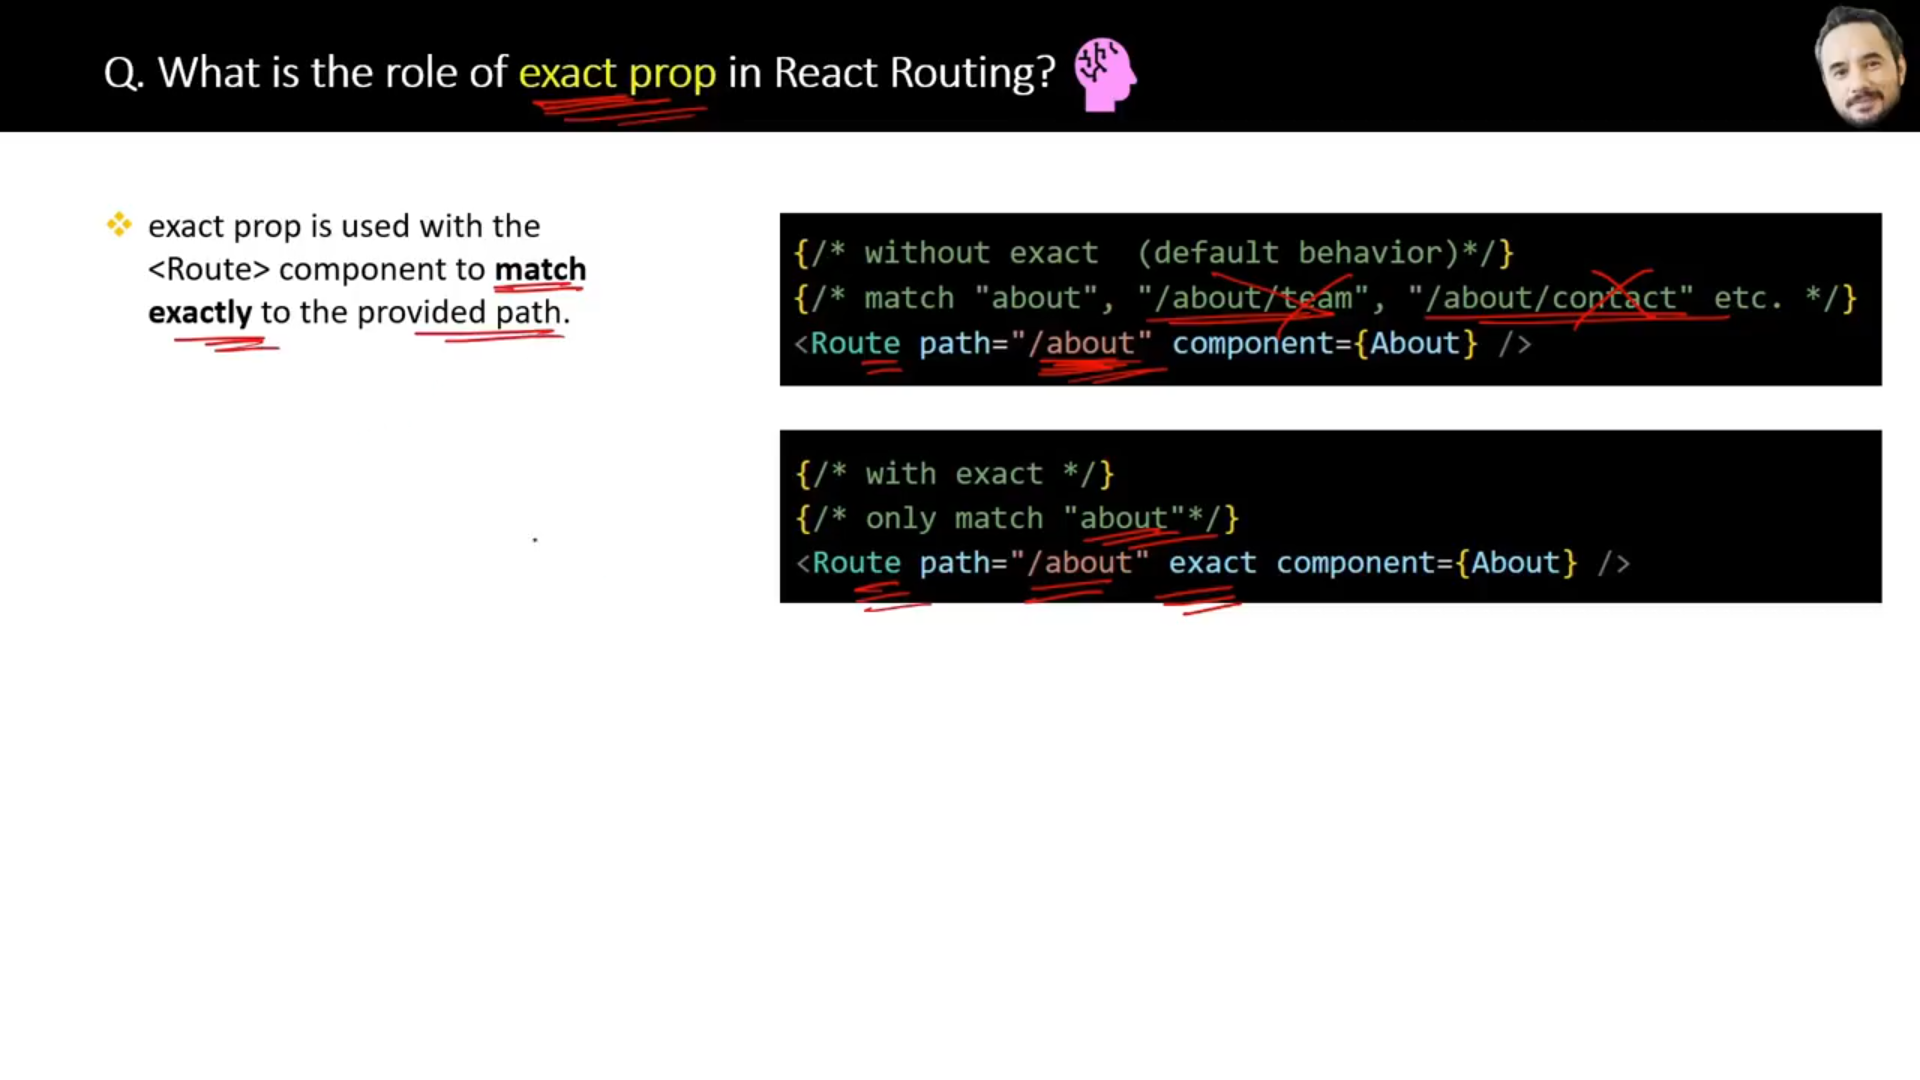 Q. What is the role of exact prop in React Routing?
exact prop is used with the
<Route> component to match
exactly to the provided path.
{/* without exact  (default behavior)*/}
{/* match "about", "/about/team", "/about/contact" etc. */}
<Route path="/about" component={About} />
{/* with exact */}
{/* only match "about"*/}
<Route path="/about" exact component={About} />